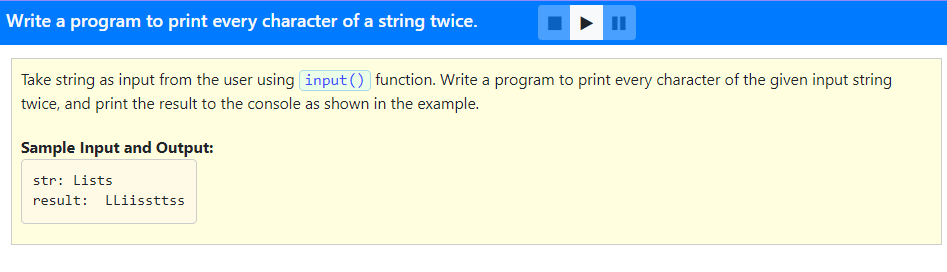 Write a program to print every character of a string twice.
Take string as input from the user using input() function. Write a program to print every character of the given input string
twice, and print the result to the console as shown in the example.
Sample Input and Output:
str: Lists
result:  LLiissttss